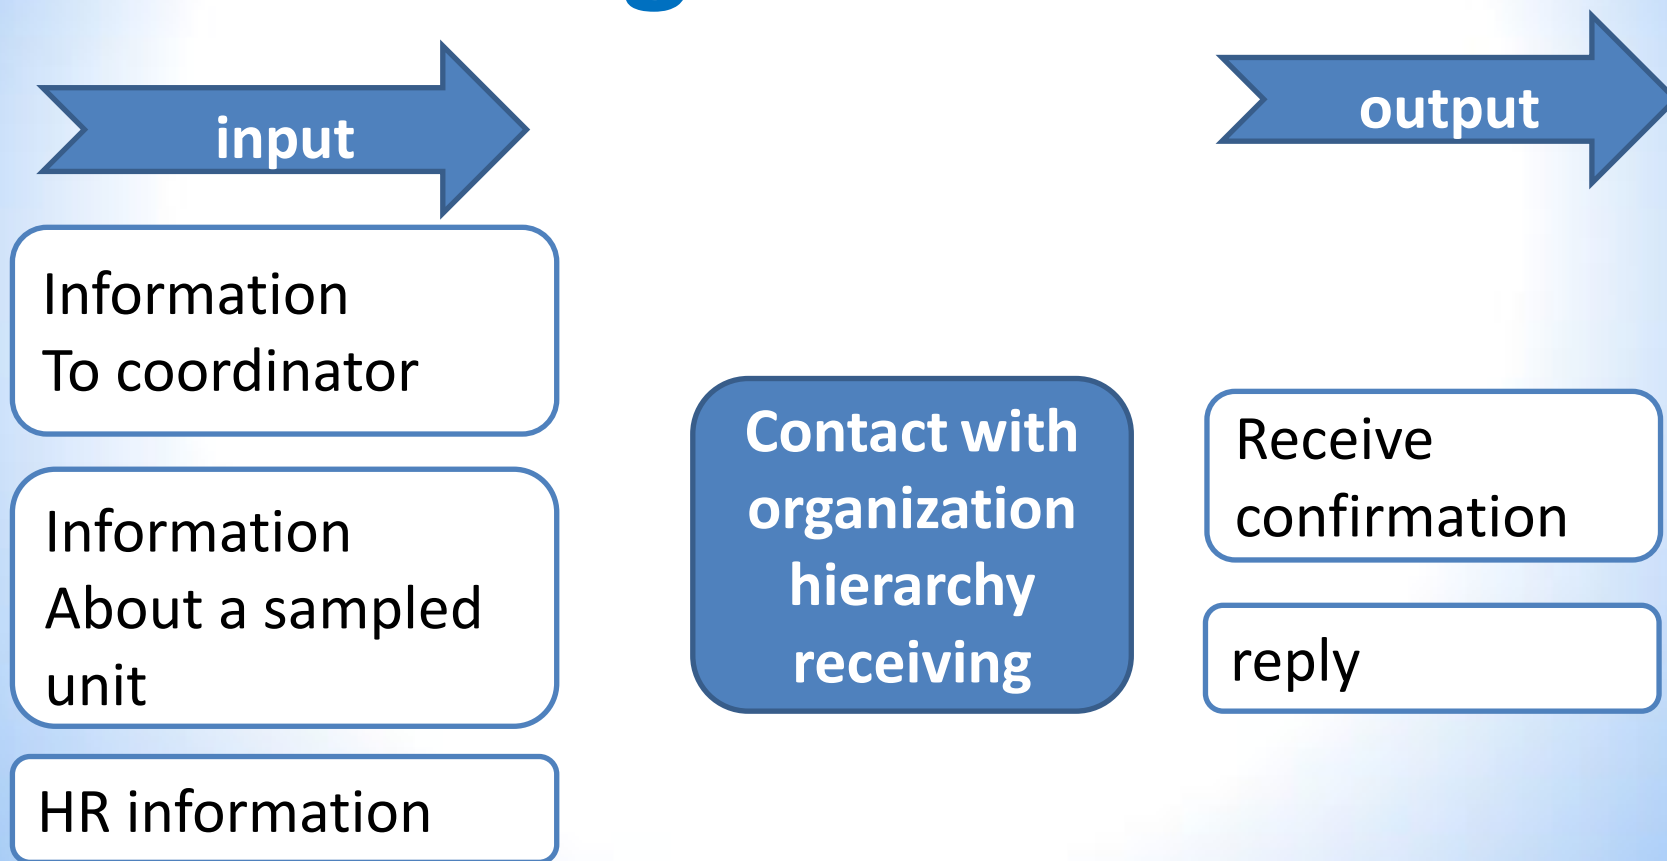 input
output
Information
To coordinator
Information
About a sampled
unit
HR information
Contact with
organization
hierarchy
receiving
Receive
confirmation
reply